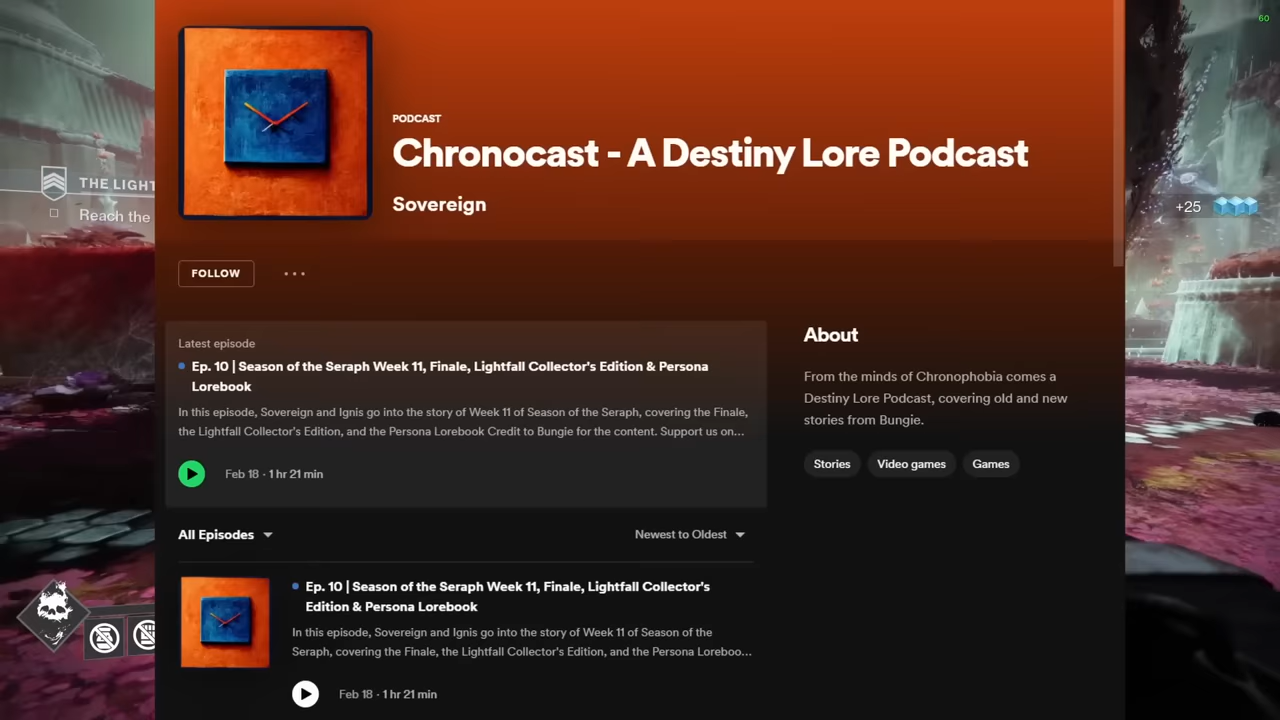 60
PODCAST
Chronocast - A Destiny Lore Podcast
Sovereign
THE LIGHT
Reach the
+25
FOLLOW
Latest episode
Ep. 10 | Season of the Seraph Week 11, Finale, Lightfall Collector's Edition & Persona
Lorebook
In this episode, Sovereign and Ignis go into the story of Week 11 of Season of the Seraph, covering the Finale,
the Lightfall Collector's Edition, and the Persona Lorebook Credit to Bungie for the content. Support us on...
Feb 18 · 1 hr 21 min
About
From the minds of Chronophobia comes a
Destiny Lore Podcast, covering old and new
stories from Bungie.
Stories Video games Games
All Episodes
Newest to Oldest
Ep. 10 | Season of the Seraph Week 11, Finale, Lightfall Collector's
Edition & Persona Lorebook
In this episode, Sovereign and Ignis go into the story of Week 11 of Season of the
Seraph, covering the Finale, the Lightfall Collector's Edition, and the Persona Loreboo...
Feb 18 · 1 hr 21 min